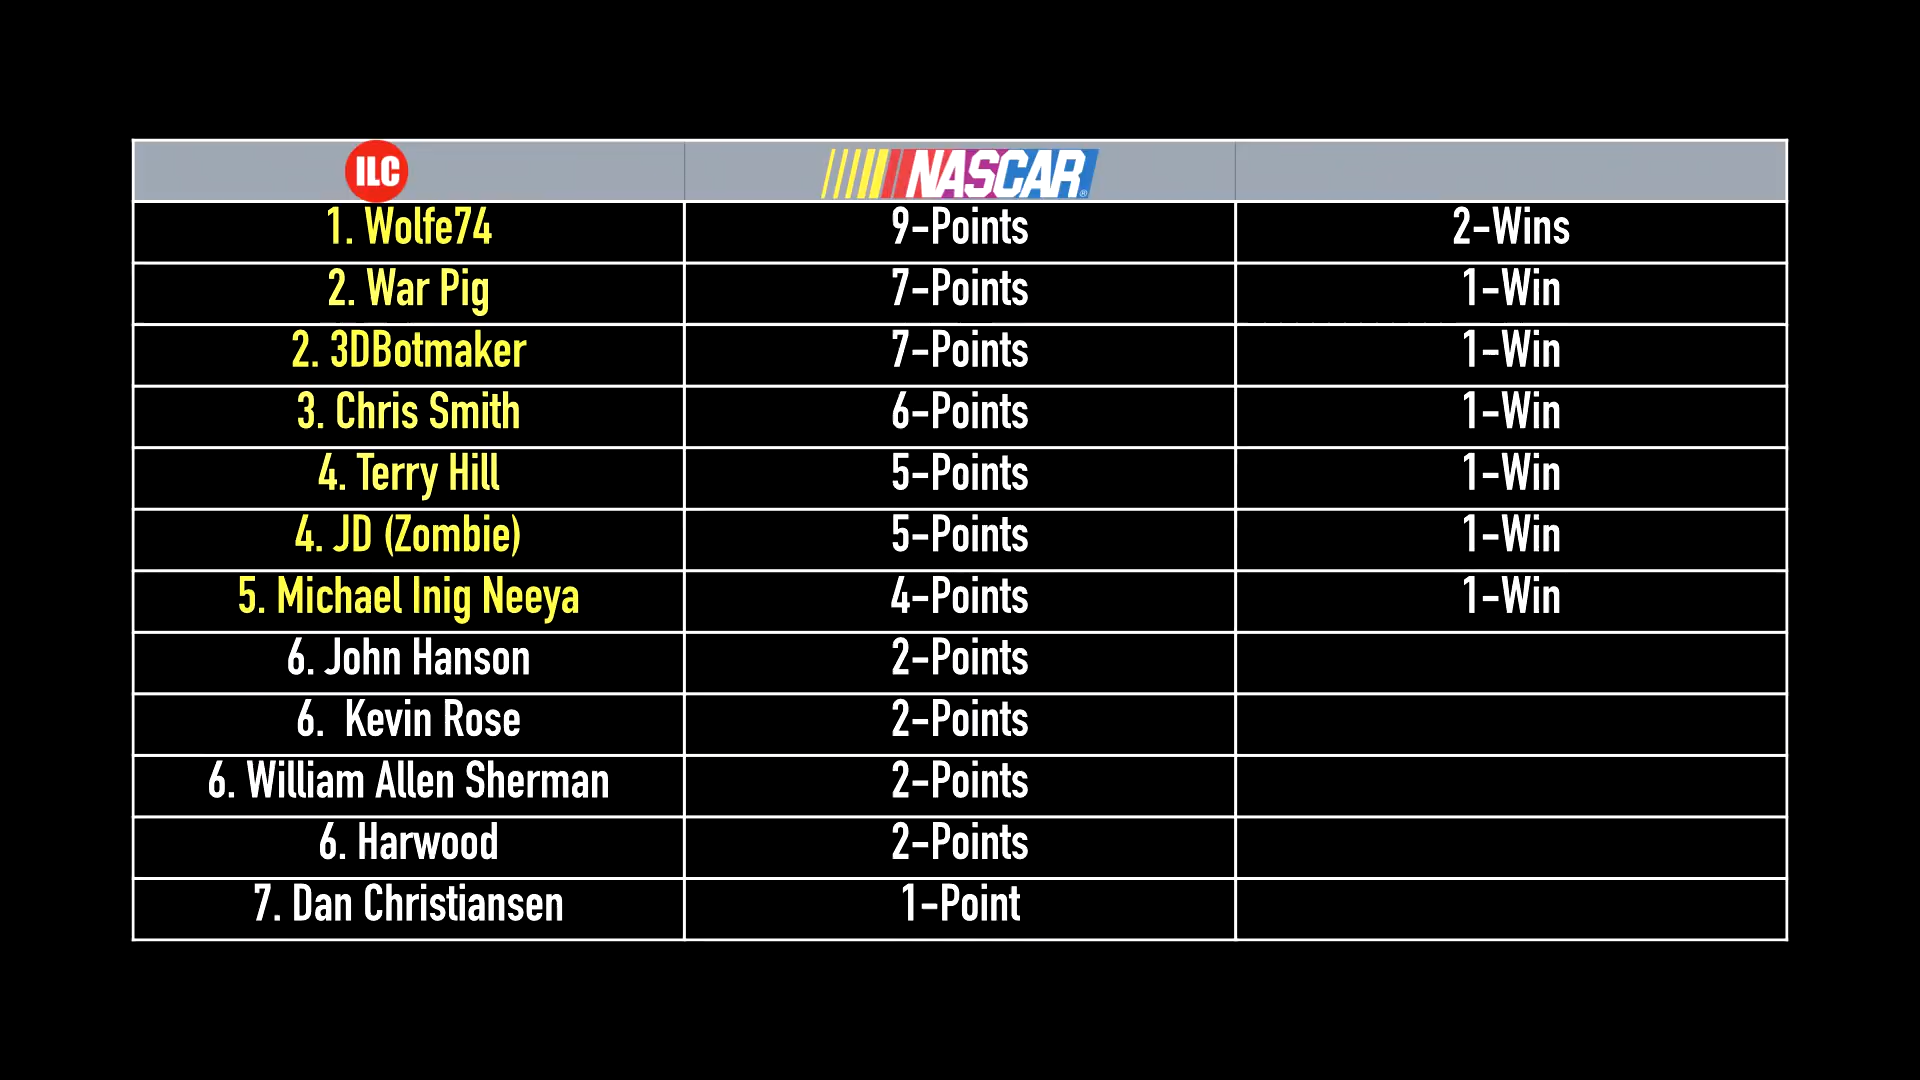 ILC NASCAR
1. Wolfe74 9-Points 2-Wins
2. War Pig 7-Points 1-Win
2. 3DBotmaker 7-Points 1-Win
3. Chris Smith 6-Points 1-Win
4. Terry Hill 5-Points 1-Win
4. JD (Zombie) 5-Points 1-Win
5. Michael Inig Neeya 4-Points 1-Win
6. John Hanson 2-Points
6. Kevin Rose 2-Points
6. William Allen Sherman 2-Points
6. Harwood 2-Points
7. Dan Christiansen 1-Point